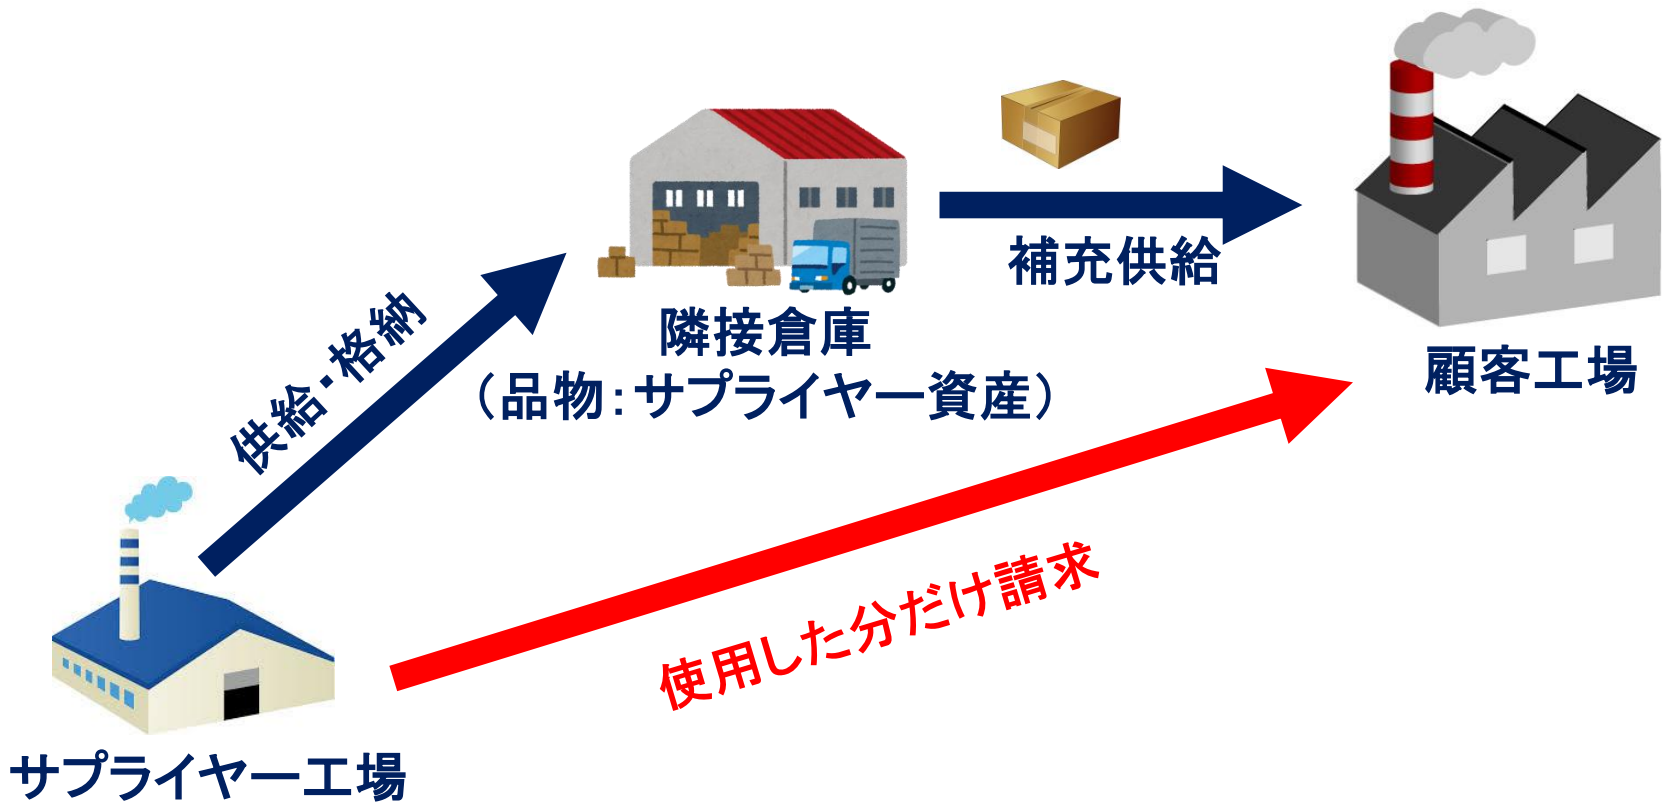 補充供給
隣接倉庫
（品物：サプライヤー資産）
顧客工場
供給・格納
使用した分だけ請求
サプライヤー工場